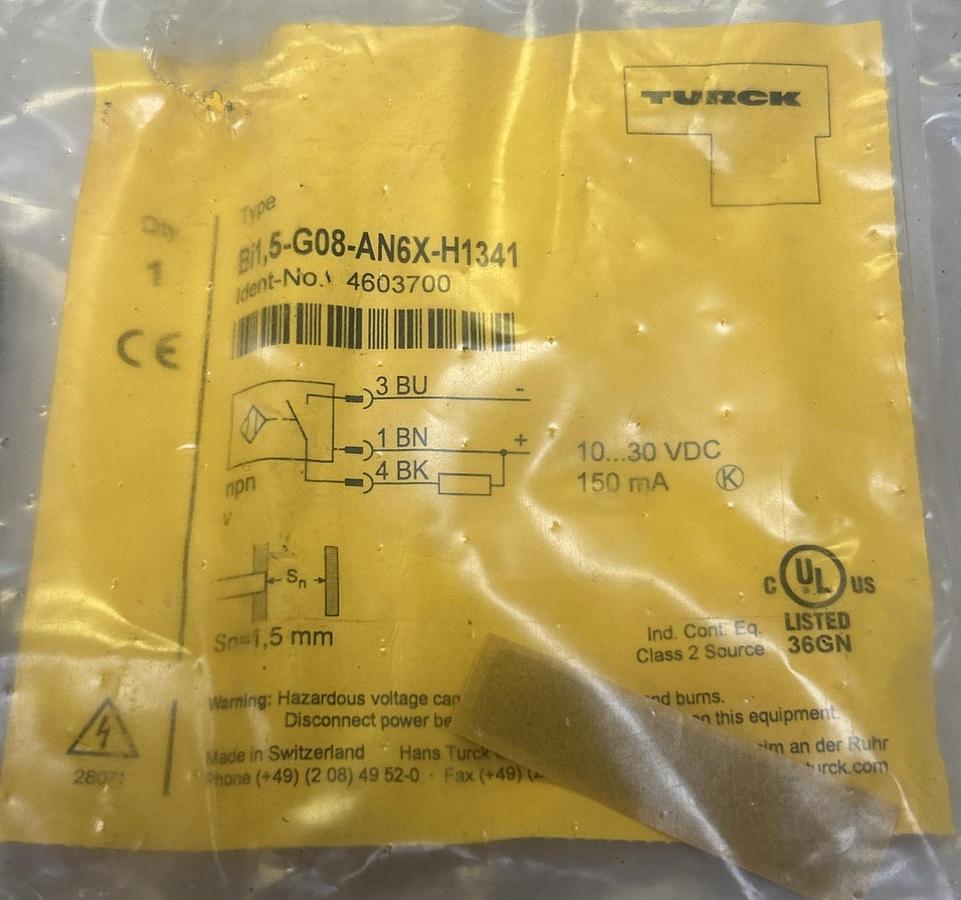 TURCK
Type
Qty
1
Bi1,5-G08-AN6X-H1341
Ident-No. 4603700
CE
3 BU -
1 BN +
4 BK
npn
10...30 VDC
150 mA K
Sn
Sn=1,5 mm
C UL US
LISTED
36GN
Ind. Cont. Eq.
Class 2 Source
Warning: Hazardous voltage can nd burns.
Disconnect power be on this equipment.
Made in Switzerland Hans Turck eim an der Ruhr
Phone (+49) (2 08) 49 52-0 · Fax (+49) (2 turck.com